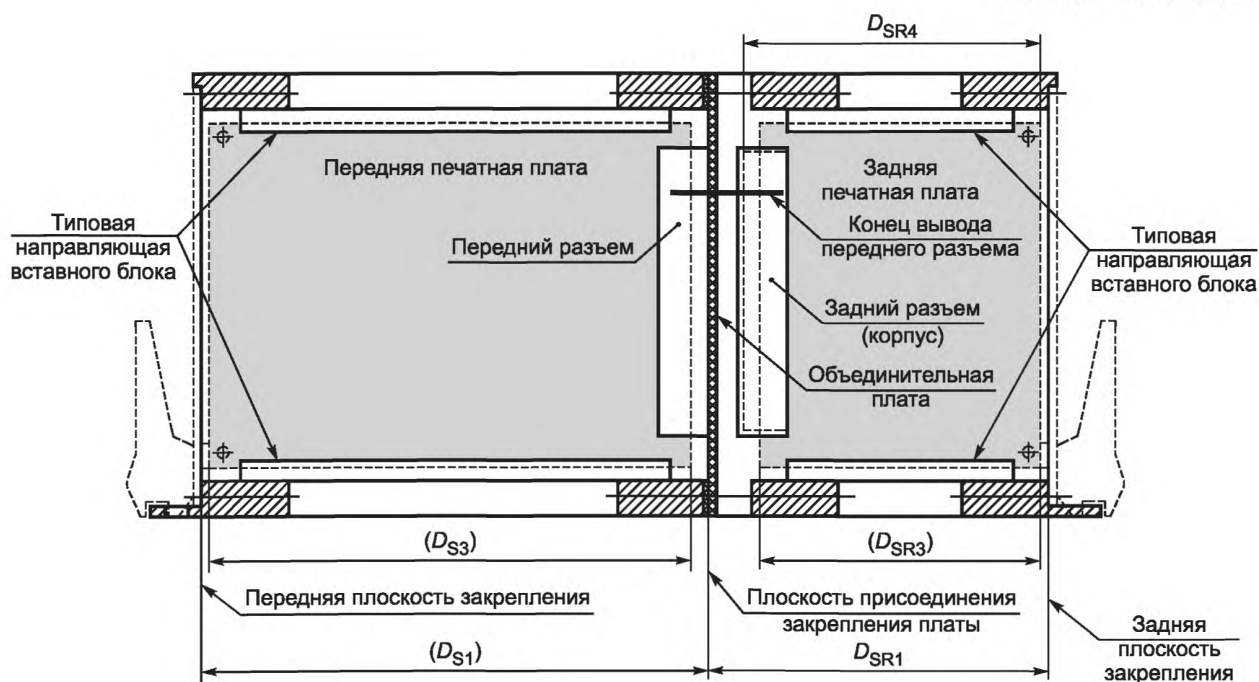 D_SR4
Передняя печатная плата
Задняя
печатная плата
Типовая
направляющая
вставного блока
Передний разъем
Конец вывода
переднего разъема
Типовая
направляющая
вставного блока
Задний разъем
(корпус)
Объединительная
плата
(D_S3)
(D_SR3)
Передняя плоскость закрепления
Плоскость присоединения
закрепления платы
Задняя
плоскость
закрепления
(D_S1)
D_SR1